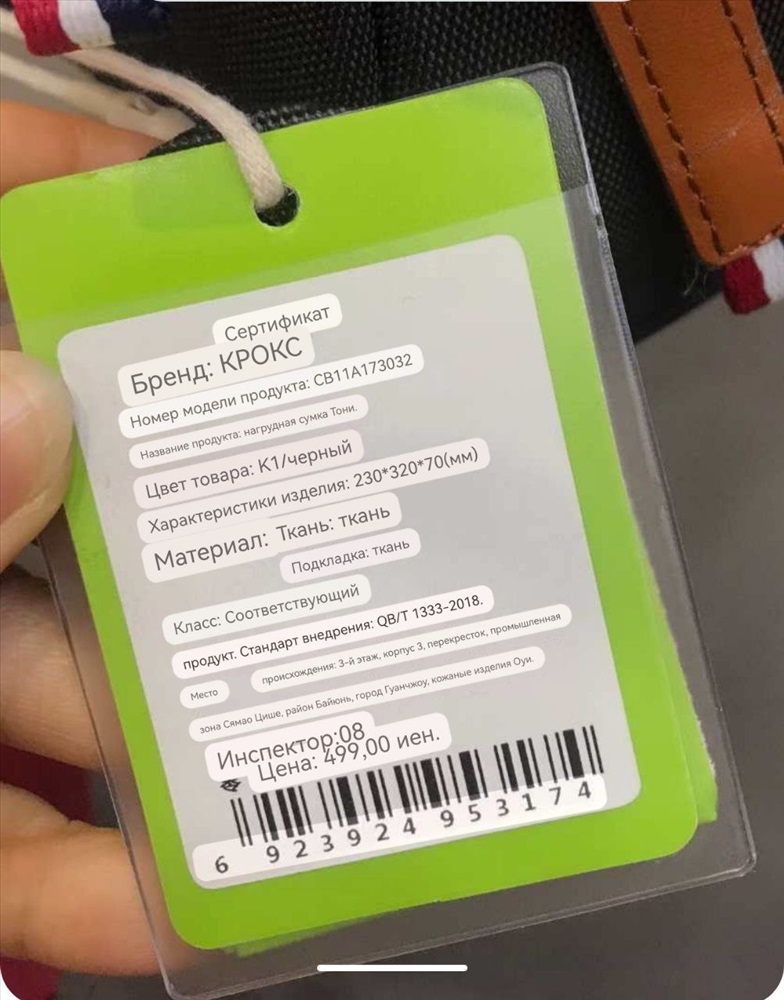 Сертификат
Бренд: КРОКС
Номер модели продукта: CB11A173032
Название продукта: нагрудная сумка Тони.
Цвет товара: K1/черный
Характеристики изделия: 230*320*70(мм)
Материал: Ткань: ткань
Подкладка: ткань
Класс: Соответствующий
продукт. Стандарт внедрения: QB/T 1333-2018.
Место происхождения: 3-й этаж, корпус 3, перекресток, промышленная
зона Сямао Цише, район Байюнь, город Гуанчжоу, кожаные изделия Оуи.
Инспектор:08
Цена: 499,00 иен.
6 923924 953174